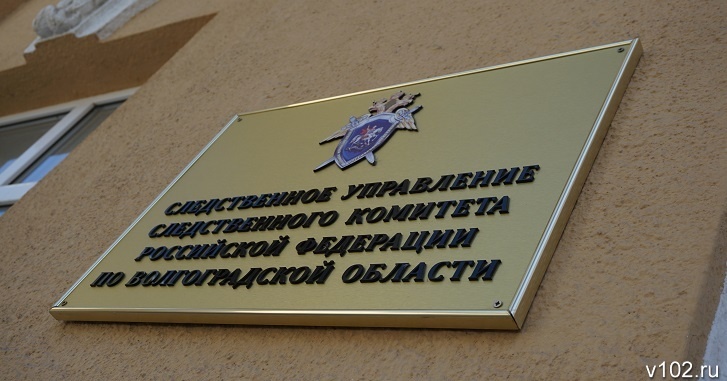 СЛЕДСТВЕННОЕ УПРАВЛЕНИЕ
СЛЕДСТВЕННОГО КОМИТЕТА
РОССИЙСКОЙ ФЕДЕРАЦИИ
ПО ВОЛГОГРАДСКОЙ ОБЛАСТИ
v102.ru